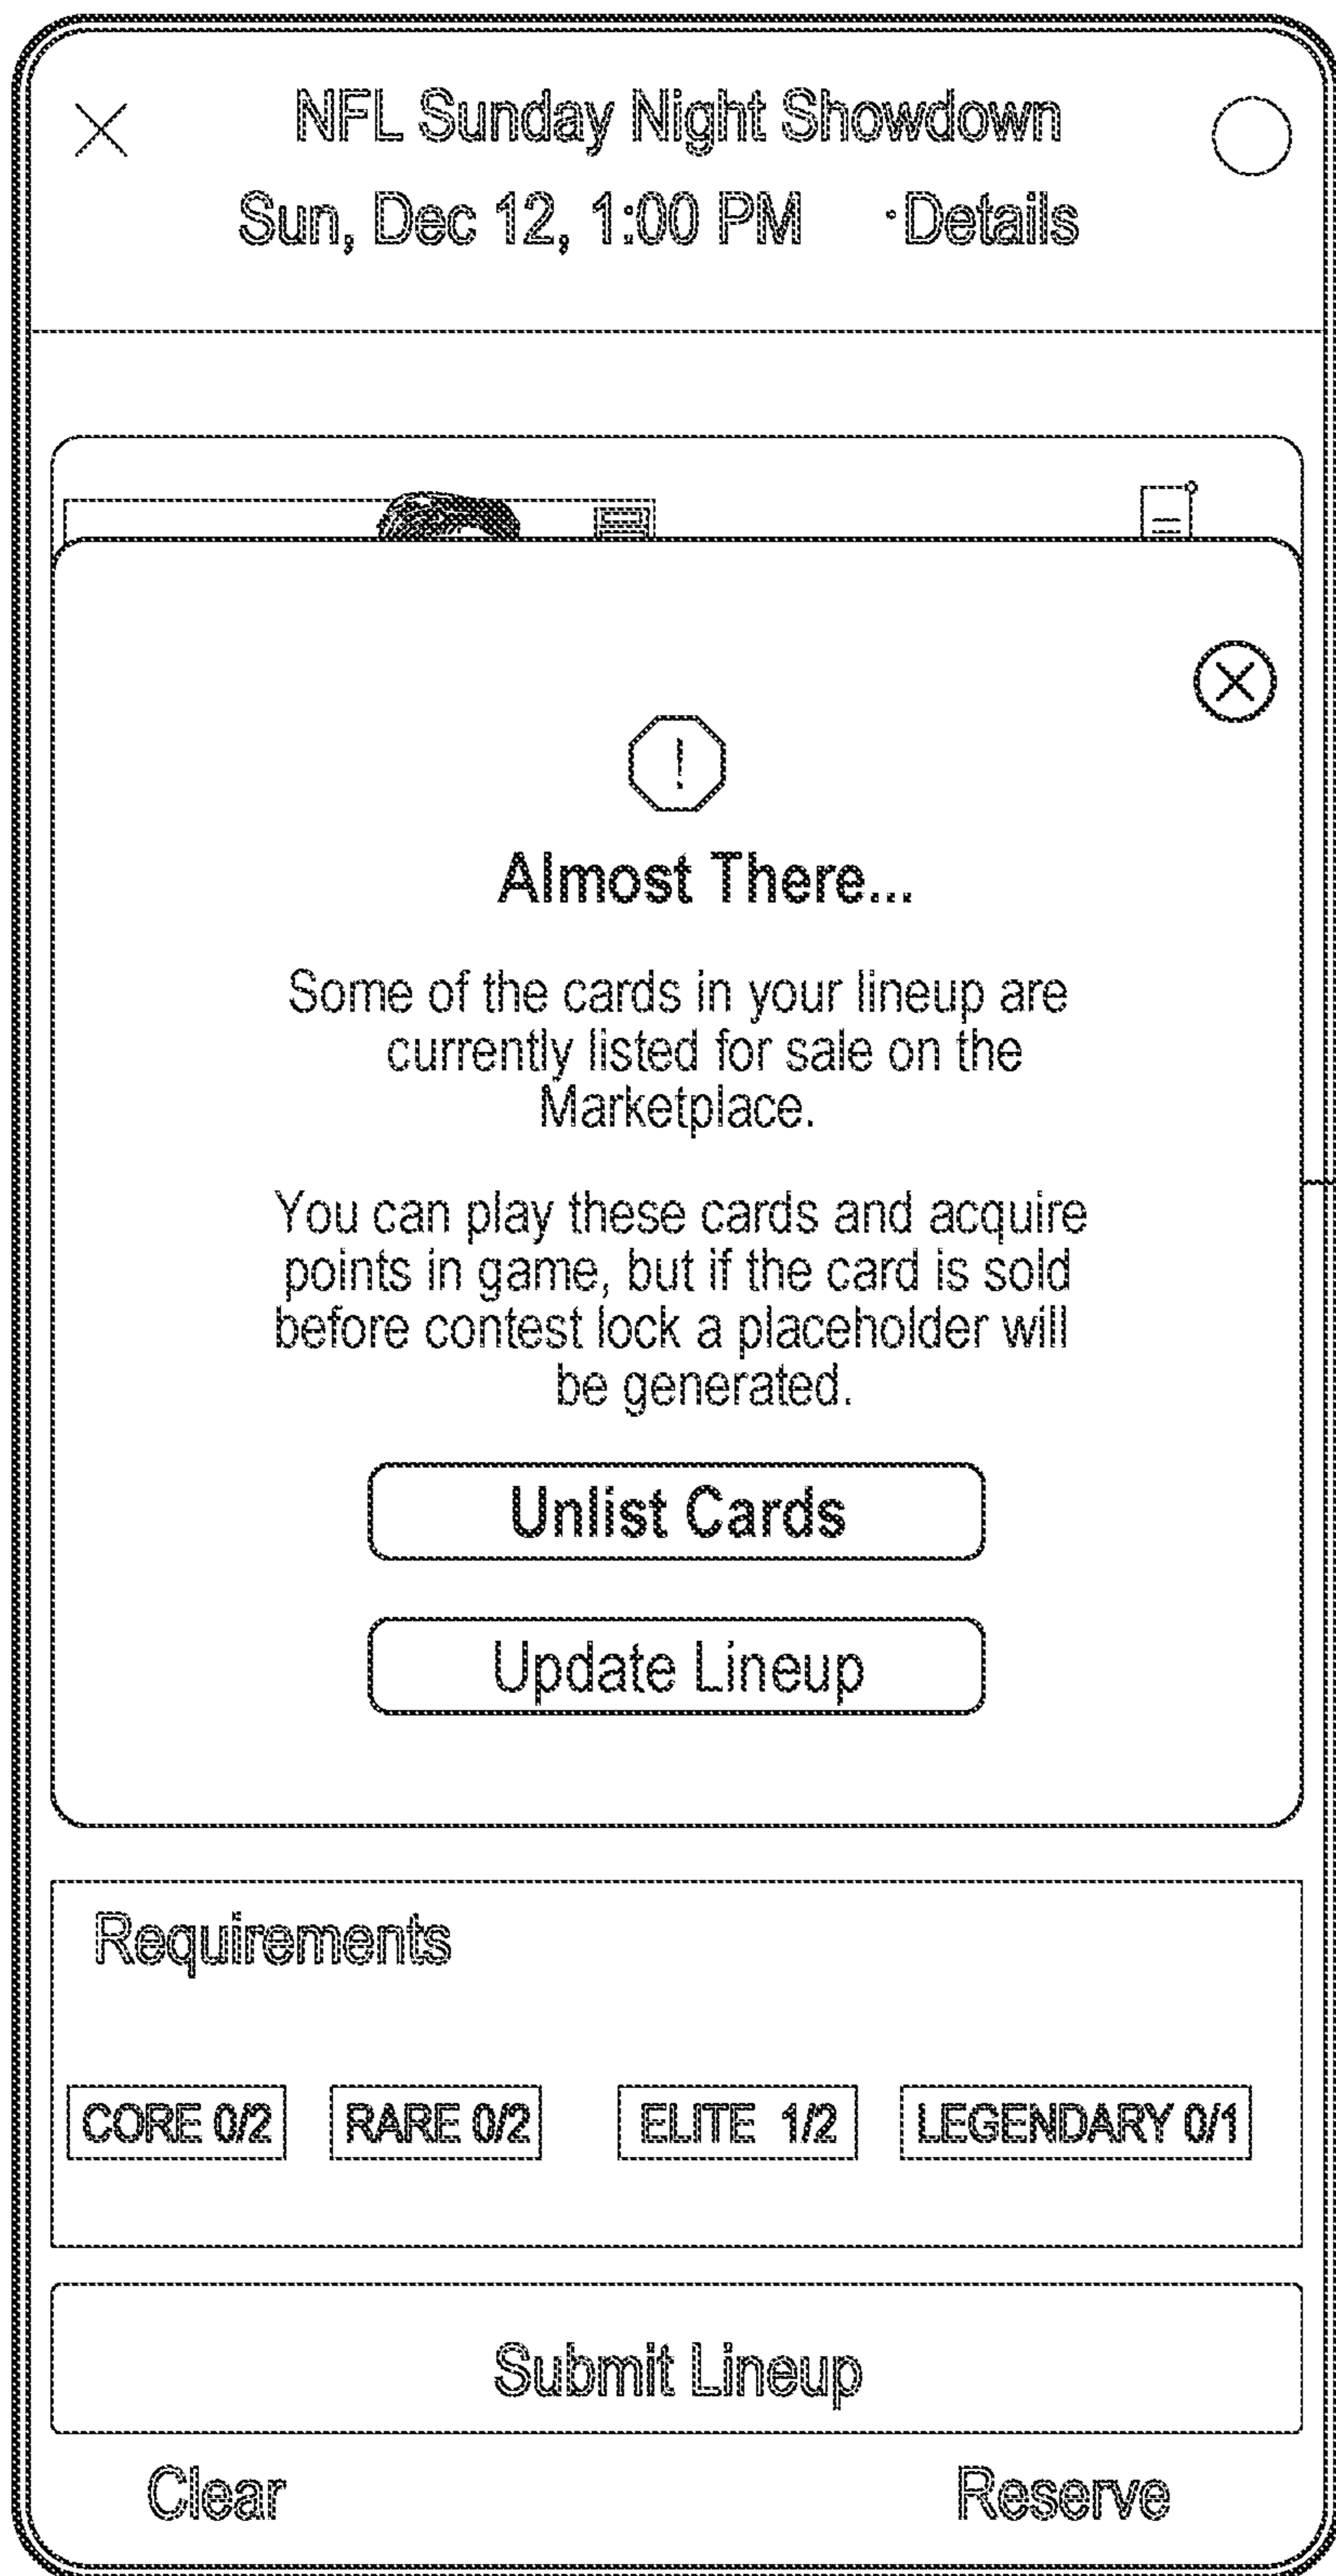 NFL Sunday Night Showdown
Sun, Dec 12, 1:00 PM · Details
!
Almost There...
Some of the cards in your lineup are
currently listed for sale on the
Marketplace.
You can play these cards and acquire
points in game, but if the card is sold
before contest lock a placeholder will
be generated.
Unlist Cards
Update Lineup
Requirements
CORE 0/2 RARE 0/2 ELITE 1/2 LEGENDARY 0/1
Submit Lineup
Clear Reserve